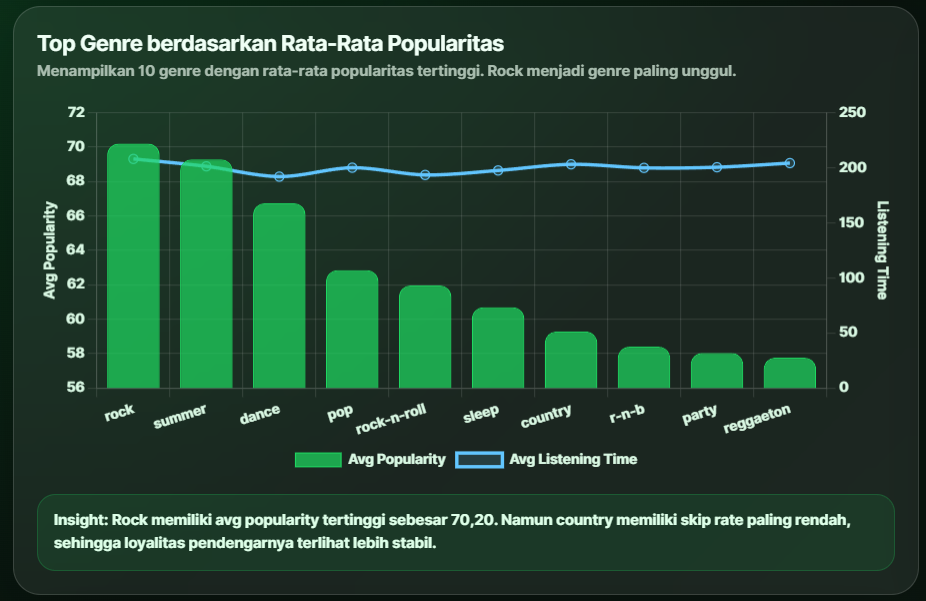 Top Genre berdasarkan Rata-Rata Popularitas
Menampilkan 10 genre dengan rata-rata popularitas tertinggi. Rock menjadi genre paling unggul.
72
70
68
66
64
62
60
58
56
Avg Popularity
250
200
150
100
50
0
Listening Time
rock
summer
dance
pop
rock-n-roll
sleep
country
r-n-b
party
reggaeton
Avg Popularity
Avg Listening Time
Insight: Rock memiliki avg popularity tertinggi sebesar 70,20. Namun country memiliki skip rate paling rendah,
sehingga loyalitas pendengarnya terlihat lebih stabil.